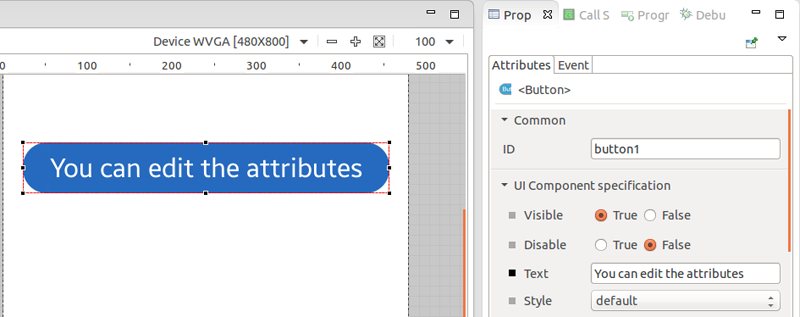 Device WVGA [480X800]
100
0 100 200 300 400 500
You can edit the attributes
Prop Call S Progr Debu
Attributes Event
<Button>
Common
ID button1
UI Component specification
Visible True False
Disable True False
Text You can edit the attributes
Style default